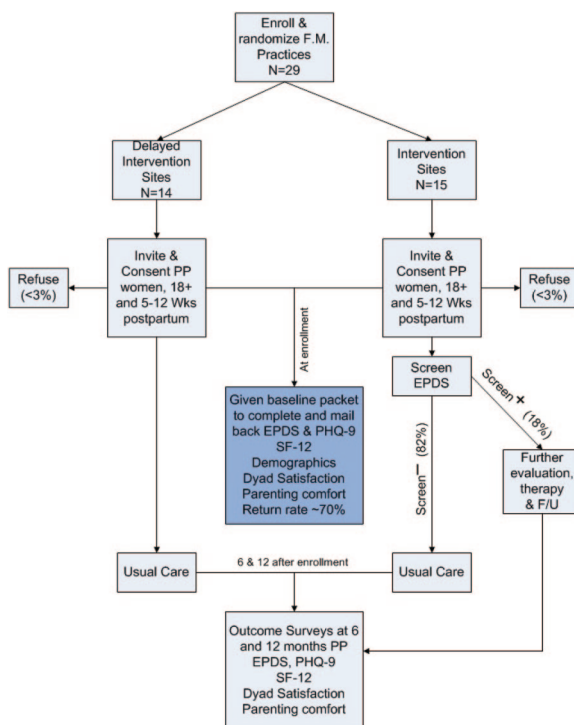 Enroll &
randomize F.M.
Practices
N=29
Delayed
Intervention
Sites
N=14
Intervention
Sites
N=15
Refuse
(<3%)
Invite &
Consent PP
women, 18+
and 5-12 Wks
postpartum
Invite &
Consent PP
women, 18+
and 5-12 Wks
postpartum
Refuse
(<3%)
At enrollment
Screen
EPDS
Screen + (18%)
Given baseline packet
to complete and mail
back EPDS & PHQ-9
SF-12
Demographics
Dyad Satisfaction
Parenting comfort
Return rate ~70%
Screen− (82%)
Further
evaluation,
therapy
& F/U
Usual Care
6 & 12 after enrollment
Usual Care
Outcome Surveys at 6
and 12 months PP
EPDS, PHQ-9
SF-12
Dyad Satisfaction
Parenting comfort